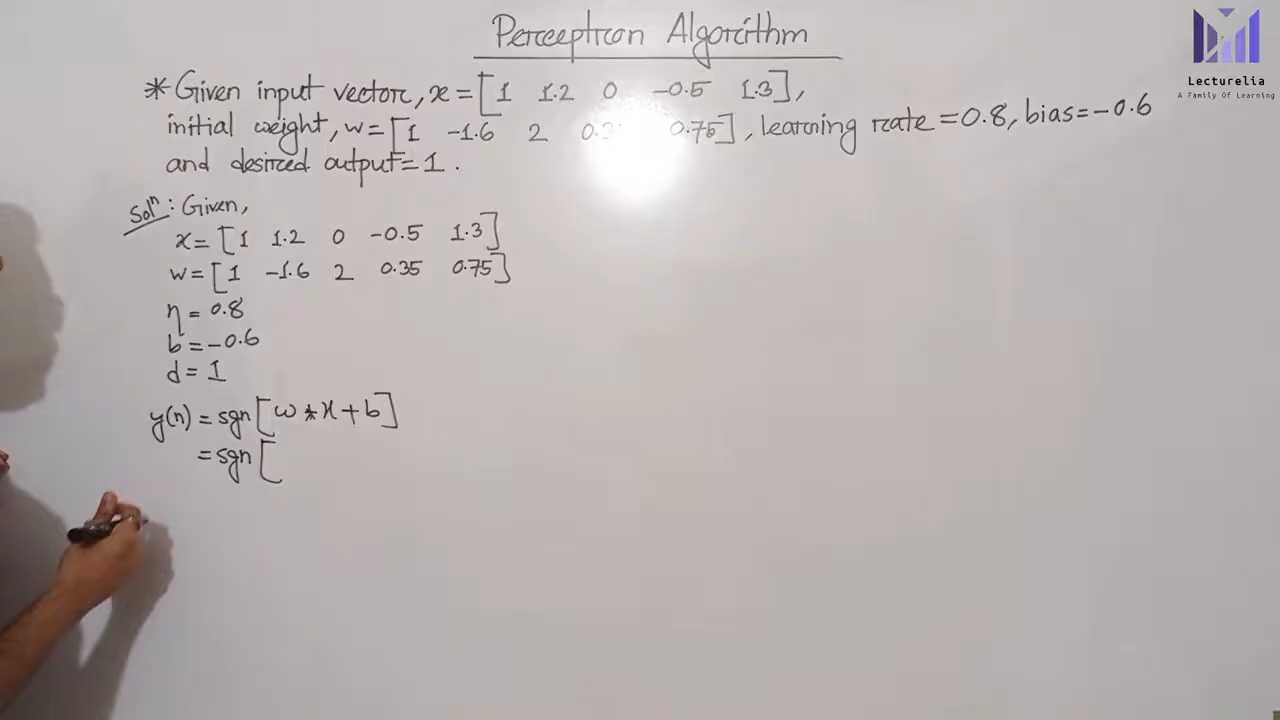 Perceptron Algorithm
Lecturelia
A Family Of Learning
*Given input vector, x = [1 1.2 0 -0.5 1.3],
initial weight, w = [1 -1.6 2 0.3 0.75], learning rate = 0.8, bias = -0.6
and desired output = 1.
Solⁿ: Given,
x = [1 1.2 0 -0.5 1.3]
w = [1 -1.6 2 0.35 0.75]
η = 0.8
b = -0.6
d = 1
y(n) = sgn [w * x + b]
= sgn [